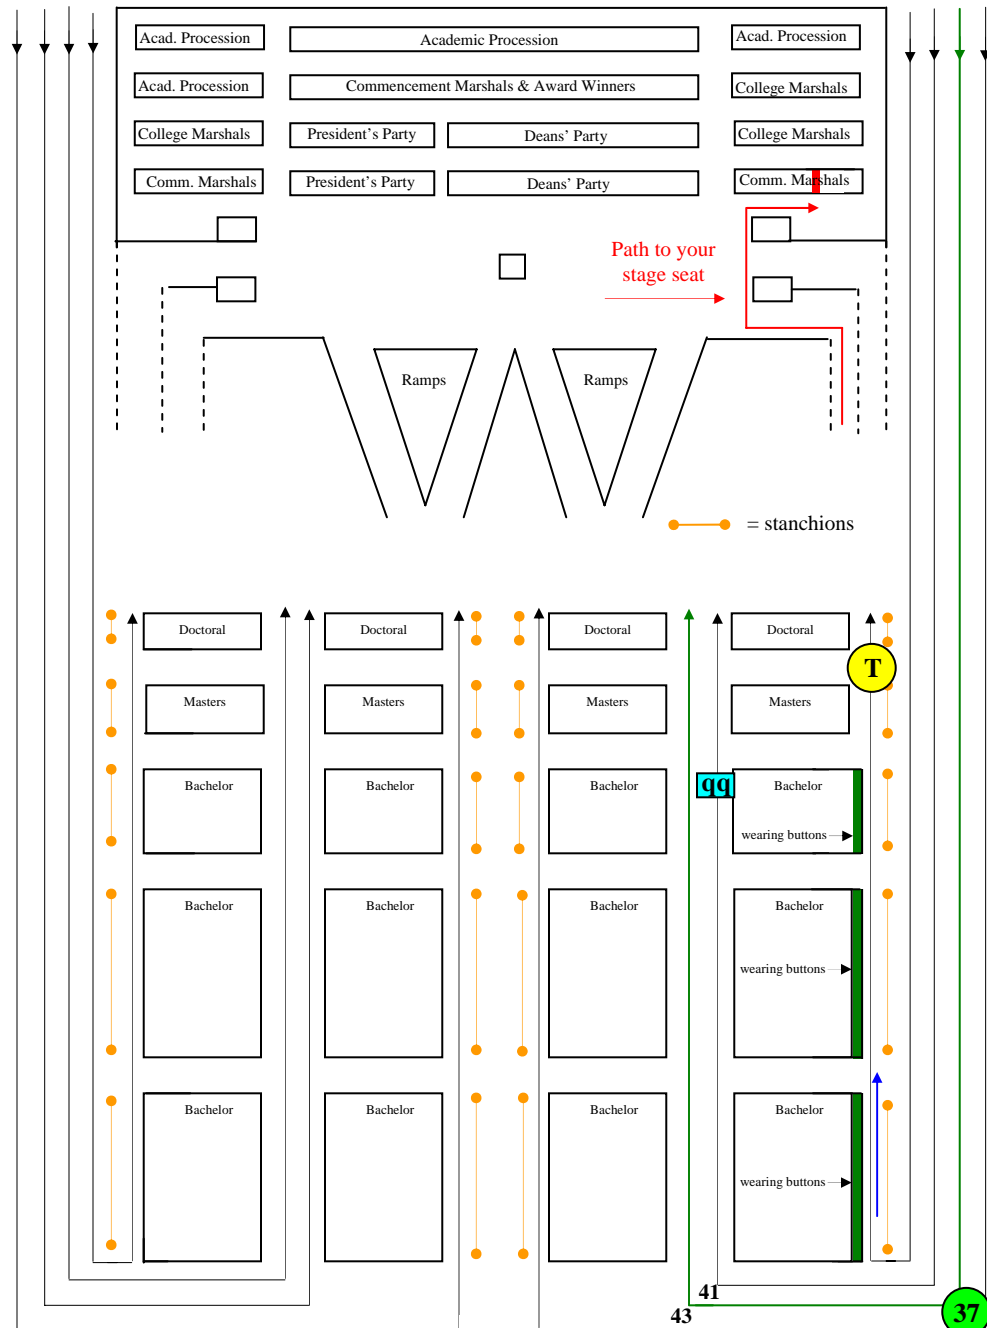 Acad. Procession
Academic Procession
Acad. Procession
Acad. Procession
Commencement Marshals & Award Winners
College Marshals
College Marshals
President's Party
Deans' Party
College Marshals
Comm. Marshals
President's Party
Deans' Party
Comm. Marshals
Path to your
stage seat
Ramps
Ramps
= stanchions
Doctoral
Doctoral
Doctoral
Doctoral
T
Masters
Masters
Masters
Masters
qq
Bachelor
Bachelor
Bachelor
Bachelor
wearing buttons
Bachelor
Bachelor
Bachelor
Bachelor
wearing buttons
Bachelor
Bachelor
Bachelor
Bachelor
wearing buttons
41
43
37